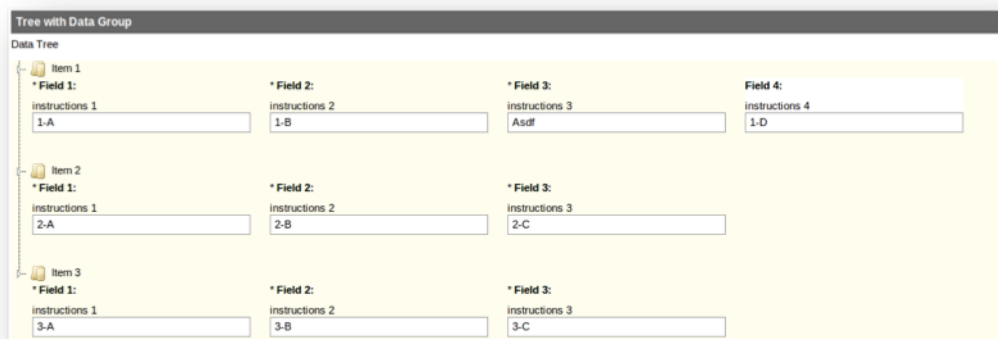 Tree with Data Group
Data Tree
Item 1
* Field 1: * Field 2: * Field 3: Field 4:
instructions 1 instructions 2 instructions 3 instructions 4
1-A 1-B Asdf 1-D
Item 2
* Field 1: * Field 2: * Field 3:
instructions 1 instructions 2 instructions 3
2-A 2-B 2-C
Item 3
* Field 1: * Field 2: * Field 3:
instructions 1 instructions 2 instructions 3
3-A 3-B 3-C